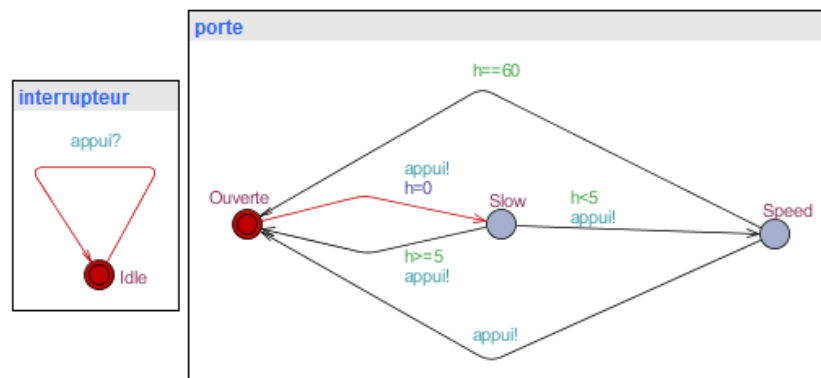 interrupteur
appui?
Idle
porte
h==60
appui!
h=0
Ouverte
Slow
h<5
appui!
Speed
h>=5
appui!
appui!